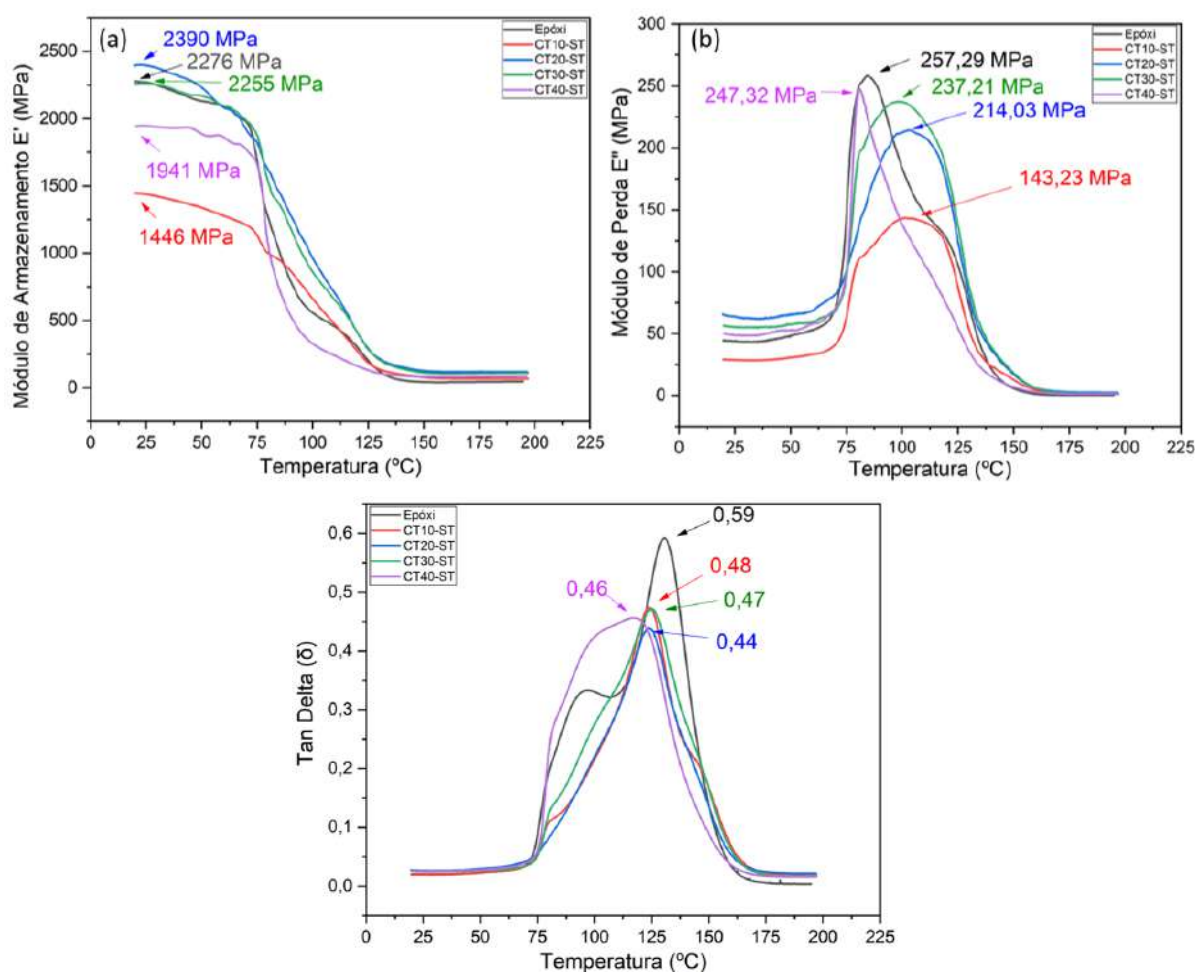 (a)
2390 MPa
2276 MPa
2255 MPa
1941 MPa
1446 MPa
Epóxi
CT10-ST
CT20-ST
CT30-ST
CT40-ST
Módulo de Armazenamento E' (MPa)
2500
2000
1500
1000
500
0
0 25 50 75 100 125 150 175 200 225
Temperatura (ºC)
(b)
257,29 MPa
237,21 MPa
247,32 MPa
214,03 MPa
143,23 MPa
Epóxi
CT10-ST
CT20-ST
CT30-ST
CT40-ST
Módulo de Perda E" (MPa)
300
250
200
150
100
50
0
0 25 50 75 100 125 150 175 200 225
Temperatura (ºC)
Epóxi
CT10-ST
CT20-ST
CT30-ST
CT40-ST
0,59
0,48
0,46
0,47
0,44
Tan Delta (δ)
0,6
0,5
0,4
0,3
0,2
0,1
0,0
0 25 50 75 100 125 150 175 200 225
Temperatura (ºC)